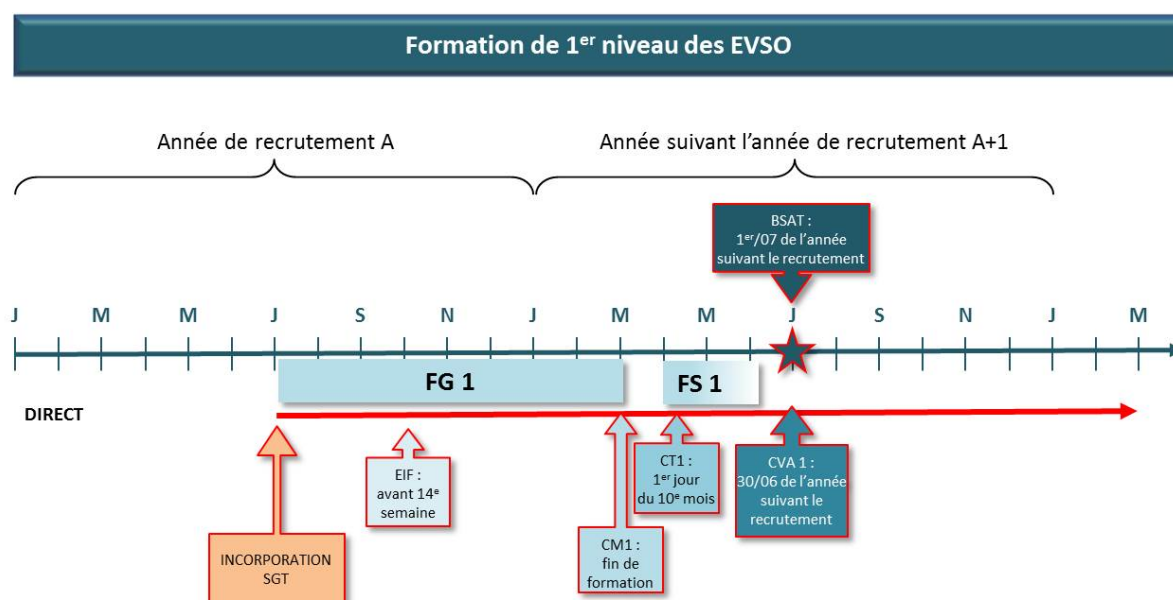 Formation de 1er niveau des EVSO
Année de recrutement A
Année suivant l'année de recrutement A+1
BSAT :
1er/07 de l'année
suivant le recrutement
J M M J S N J M M J S N J M
FG 1
FS 1
DIRECT
EIF :
avant 14e
semaine
CT1 :
1er jour
du 10e mois
CVA 1 :
30/06 de l'année
suivant le
recrutement
INCORPORATION
SGT
CM1 :
fin de
formation